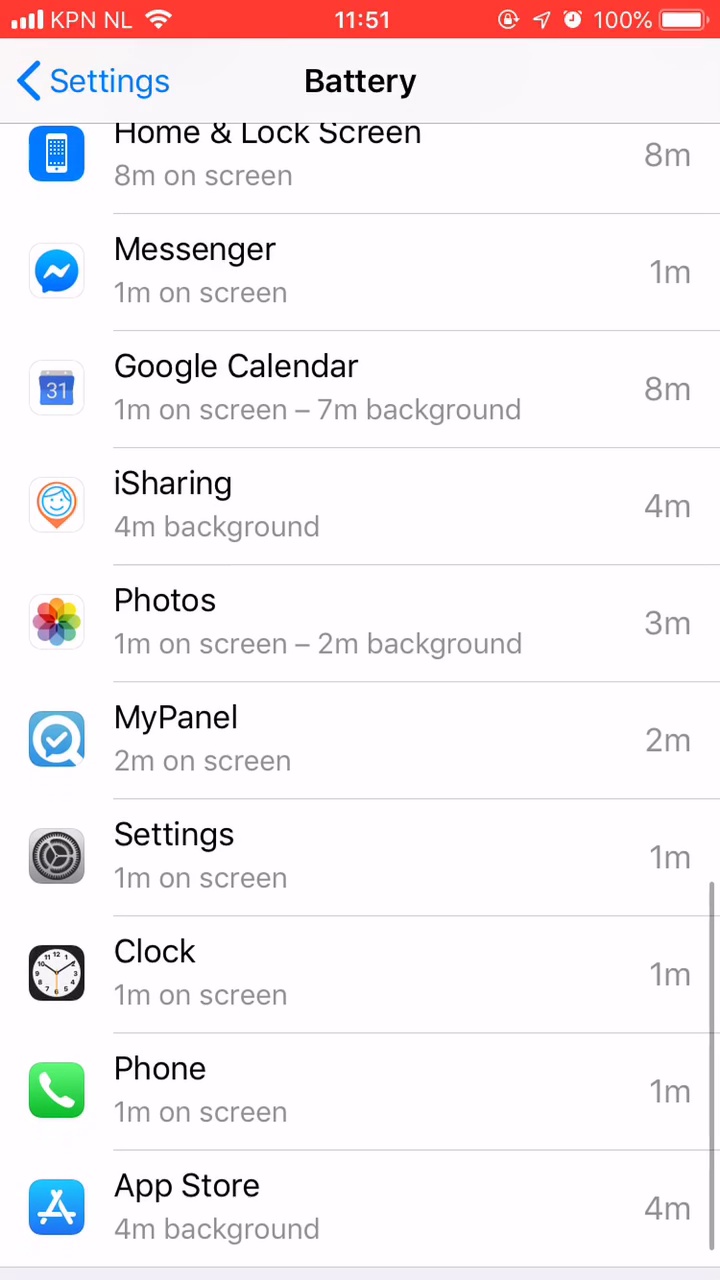 KPN NL 11:51 100%
Settings Battery
Home & Lock Screen
8m on screen
8m
Messenger
1m on screen
1m
31
Google Calendar
1m on screen – 7m background
8m
iSharing
4m background
4m
Photos
1m on screen – 2m background
3m
MyPanel
2m on screen
2m
Settings
1m on screen
1m
Clock
1m on screen
1m
Phone
1m on screen
1m
App Store
4m background
4m